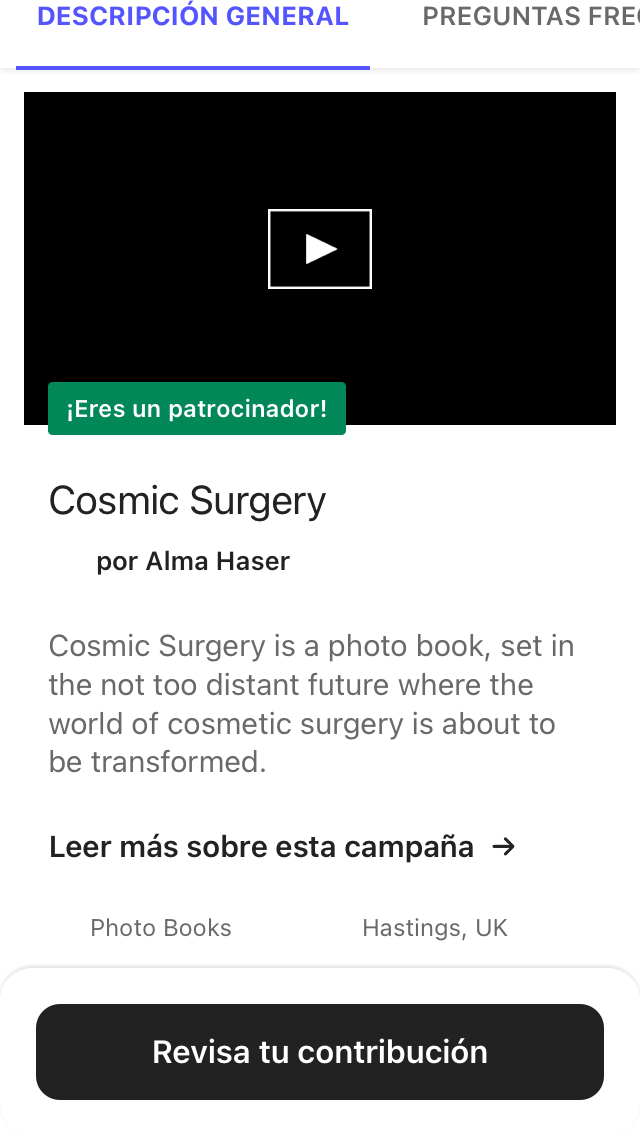 DESCRIPCIÓN GENERAL
PREGUNTAS
¡Eres un patrocinador!
Cosmic Surgery
por Alma Haser
Cosmic Surgery is a photo book, set in
the not too distant future where the
world of cosmetic surgery is about to
be transformed.
Leer más sobre esta campaña →
Photo Books
Hastings, UK
Revisa tu contribución